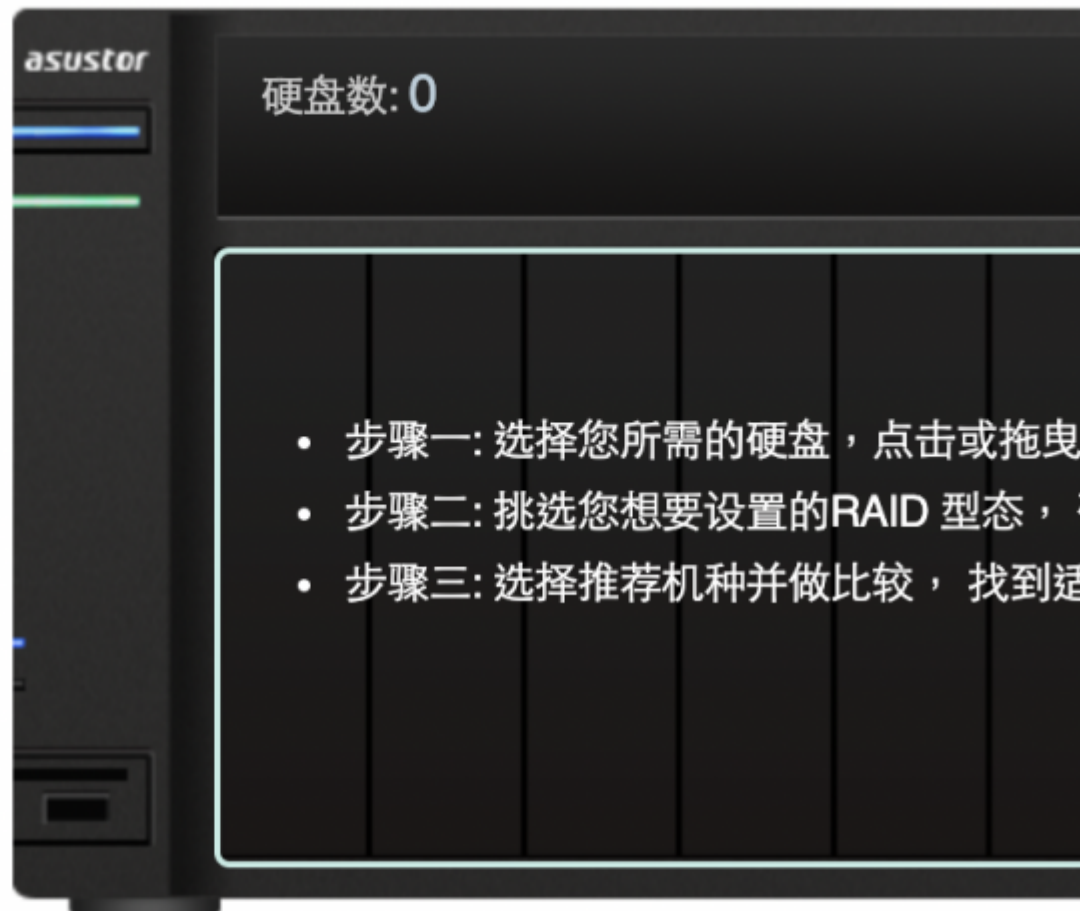 asustor
硬盘数: 0
步骤一: 选择您所需的硬盘，点击或拖曳
步骤二: 挑选您想要设置的RAID 型态，
步骤三: 选择推荐机种并做比较， 找到适